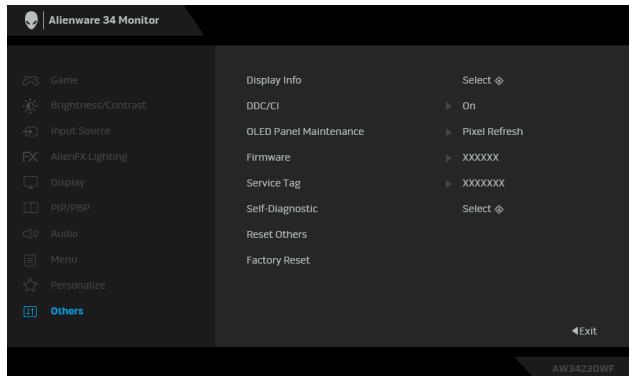 Alienware 34 Monitor
Game
Brightness/Contrast
Input Source
FX AlienFX Lighting
Display
PIP/PBP
Audio
Menu
Personalize
Others
Display Info Select
DDC/CI On
OLED Panel Maintenance Pixel Refresh
Firmware XXXXXX
Service Tag XXXXXXX
Self-Diagnostic Select
Reset Others
Factory Reset
Exit
AW3423DWF